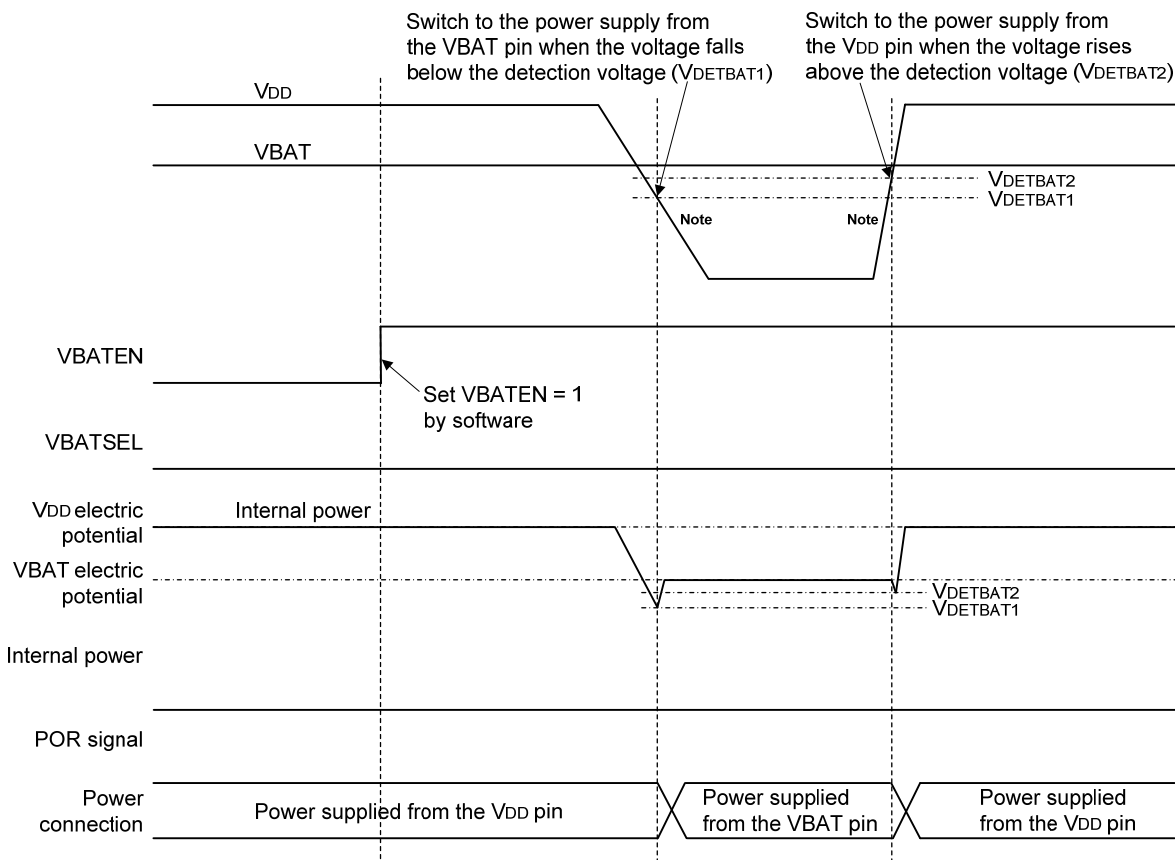 Switch to the power supply from
the VBAT pin when the voltage falls
below the detection voltage (VDETBAT1)
Switch to the power supply from
the VDD pin when the voltage rises
above the detection voltage (VDETBAT2)
VDD
VBAT
VDETBAT2
VDETBAT1
Note
Note
VBATEN
Set VBATEN = 1
by software
VBATSEL
VDD electric
potential
Internal power
VBAT electric
potential
VDETBAT2
VDETBAT1
Internal power
POR signal
Power
connection
Power supplied from the VDD pin
Power supplied
from the VBAT pin
Power supplied
from the VDD pin